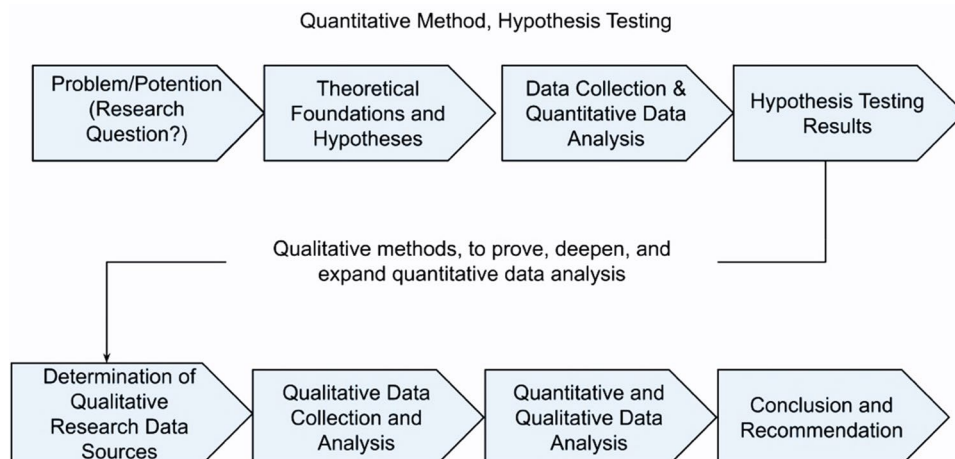 Quantitative Method, Hypothesis Testing
Problem/Potention
(Research
Question?)
Theoretical
Foundations and
Hypotheses
Data Collection &
Quantitative Data
Analysis
Hypothesis Testing
Results
Qualitative methods, to prove, deepen, and
expand quantitative data analysis
Determination of
Qualitative
Research Data
Sources
Qualitative Data
Collection and
Analysis
Quantitative and
Qualitative Data
Analysis
Conclusion and
Recommendation